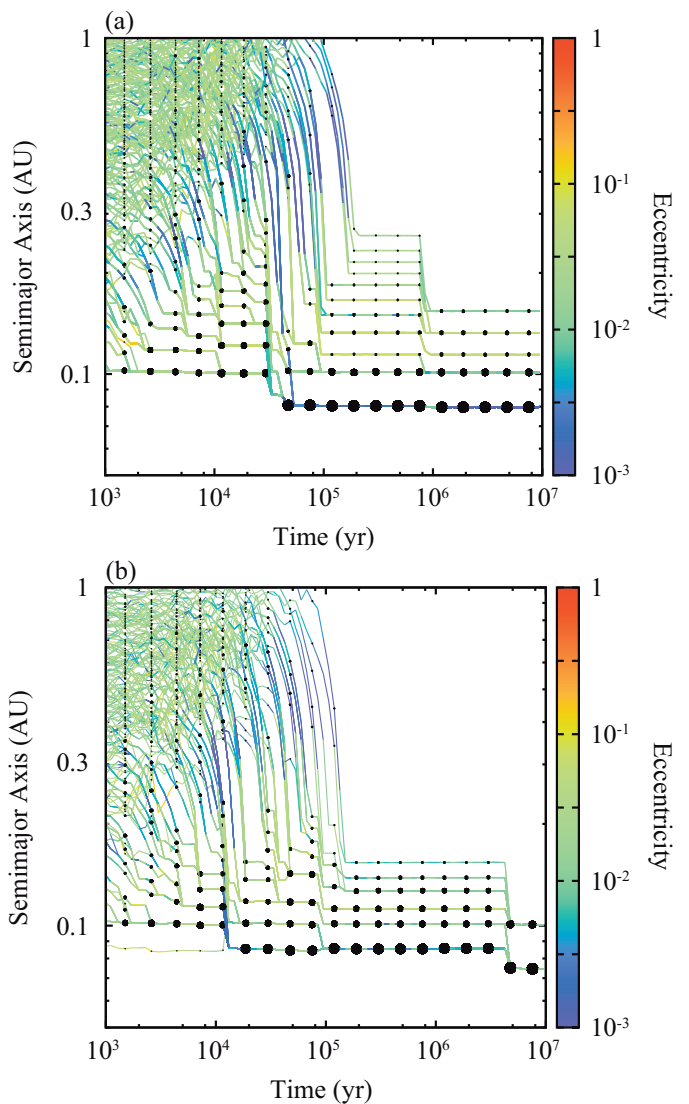 (a)
1
0.3
0.1
Semimajor Axis (AU)
10³ 10⁴ 10⁵ 10⁶ 10⁷
Time (yr)
1
10⁻¹
10⁻²
10⁻³
Eccentricity
(b)
1
0.3
0.1
Semimajor Axis (AU)
10³ 10⁴ 10⁵ 10⁶ 10⁷
Time (yr)
1
10⁻¹
10⁻²
10⁻³
Eccentricity